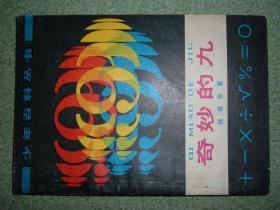 少年百科丛书
QI MIAO DE JIU
奇妙的九
+ − × ÷ √ % = 〇